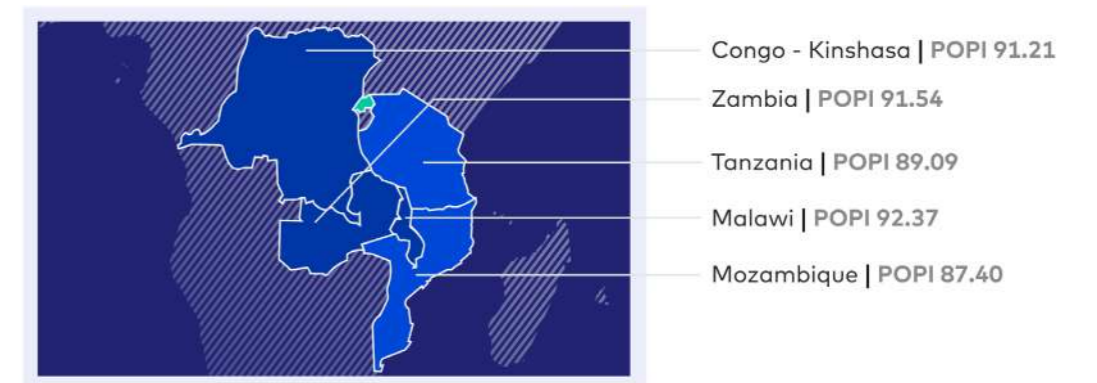 Congo - Kinshasa | POPI 91.21
Zambia | POPI 91.54
Tanzania | POPI 89.09
Malawi | POPI 92.37
Mozambique | POPI 87.40